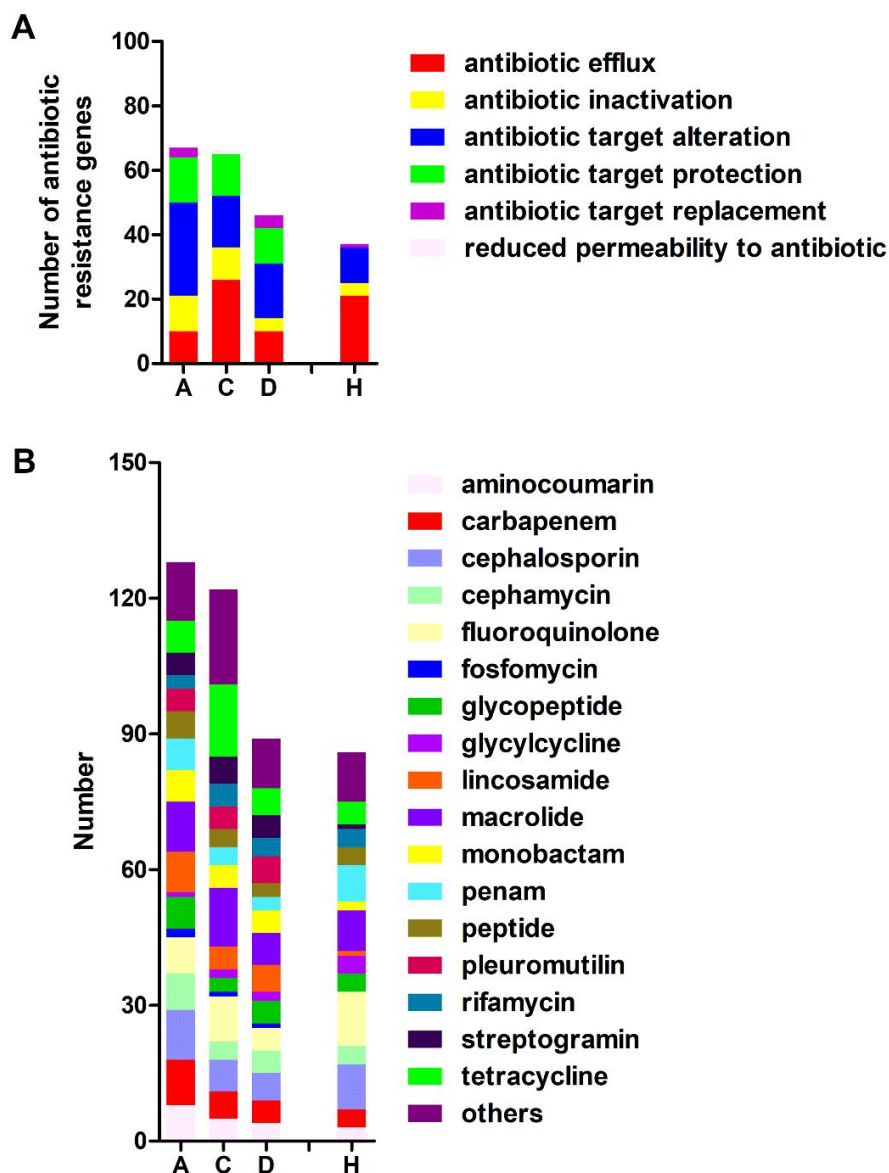 A
Number of antibiotic
resistance genes
100
80
60
40
20
0
A C D H
antibiotic efflux
antibiotic inactivation
antibiotic target alteration
antibiotic target protection
antibiotic target replacement
reduced permeability to antibiotic
B
Number
150
120
90
60
30
0
A C D H
aminocoumarin
carbapenem
cephalosporin
cephamycin
fluoroquinolone
fosfomycin
glycopeptide
glycylcycline
lincosamide
macrolide
monobactam
penam
peptide
pleuromutilin
rifamycin
streptogramin
tetracycline
others